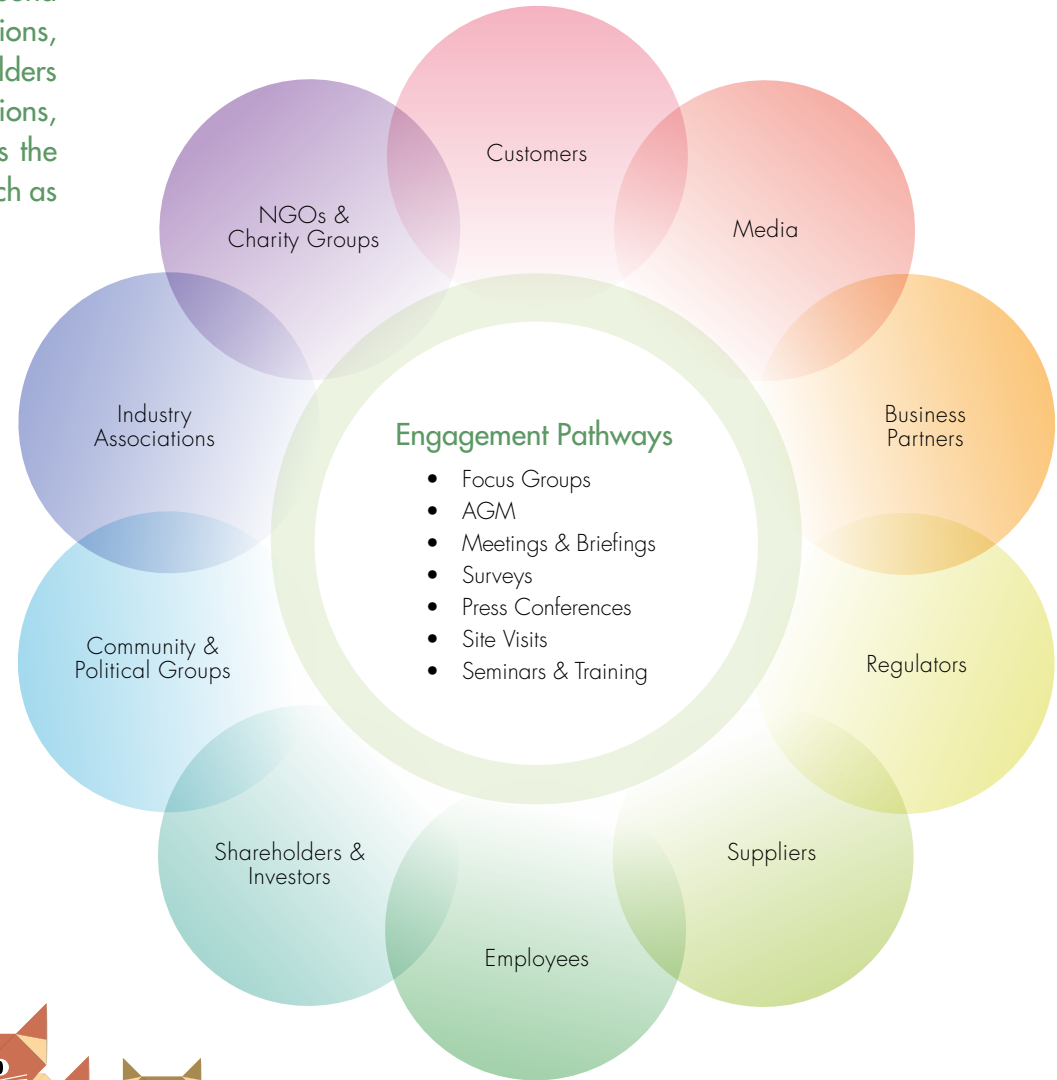 ions,
lders
ions,
s the
ch as
Customers
Media
NGOs &
Charity Groups
Industry
Associations
Business
Partners
Engagement Pathways
• Focus Groups
• AGM
• Meetings & Briefings
• Surveys
• Press Conferences
• Site Visits
• Seminars & Training
Community &
Political Groups
Regulators
Shareholders &
Investors
Suppliers
Employees